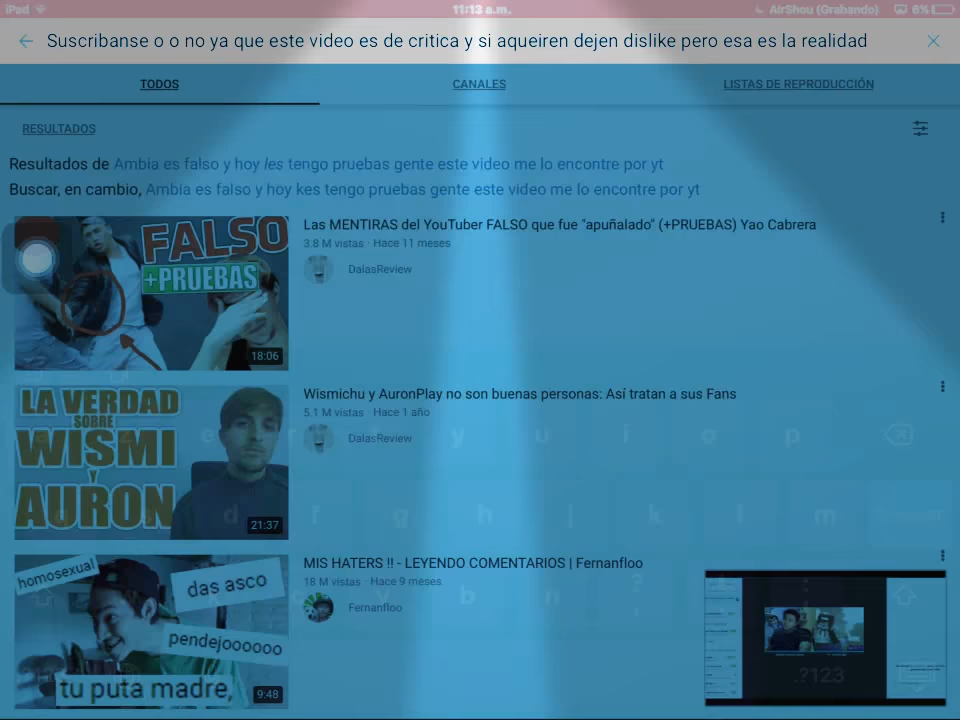 iPad
11:13 a.m.
AirShou (Grabando)
6%
Suscribanse o o no ya que este video es de critica y si aqueiren dejen dislike pero esa es la realidad
TODOS
CANALES
LISTAS DE REPRODUCCIÓN
RESULTADOS
Resultados de Ambia es falso y hoy les tengo pruebas gente este video me lo encontre por yt
Buscar, en cambio, Ambia es falso y hoy kes tengo pruebas gente este video me lo encontre por yt
FALSO
+PRUEBAS
18:06
Las MENTIRAS del YouTuber FALSO que fue "apuñalado" (+PRUEBAS) Yao Cabrera
3.8 M vistas · Hace 11 meses
DalasReview
LA VERDAD
SOBRE
WISMI
Y
AURON
21:37
Wismichu y AuronPlay no son buenas personas: Así tratan a sus Fans
5.1 M vistas · Hace 1 año
DalasReview
e r y u i o p
d f g h j k l m
v b n ?
homosexual
das asco
pendejoooooo
tu puta madre,
9:48
MIS HATERS !! - LEYENDO COMENTARIOS | Fernanfloo
18 M vistas · Hace 9 meses
Fernanfloo
.?123